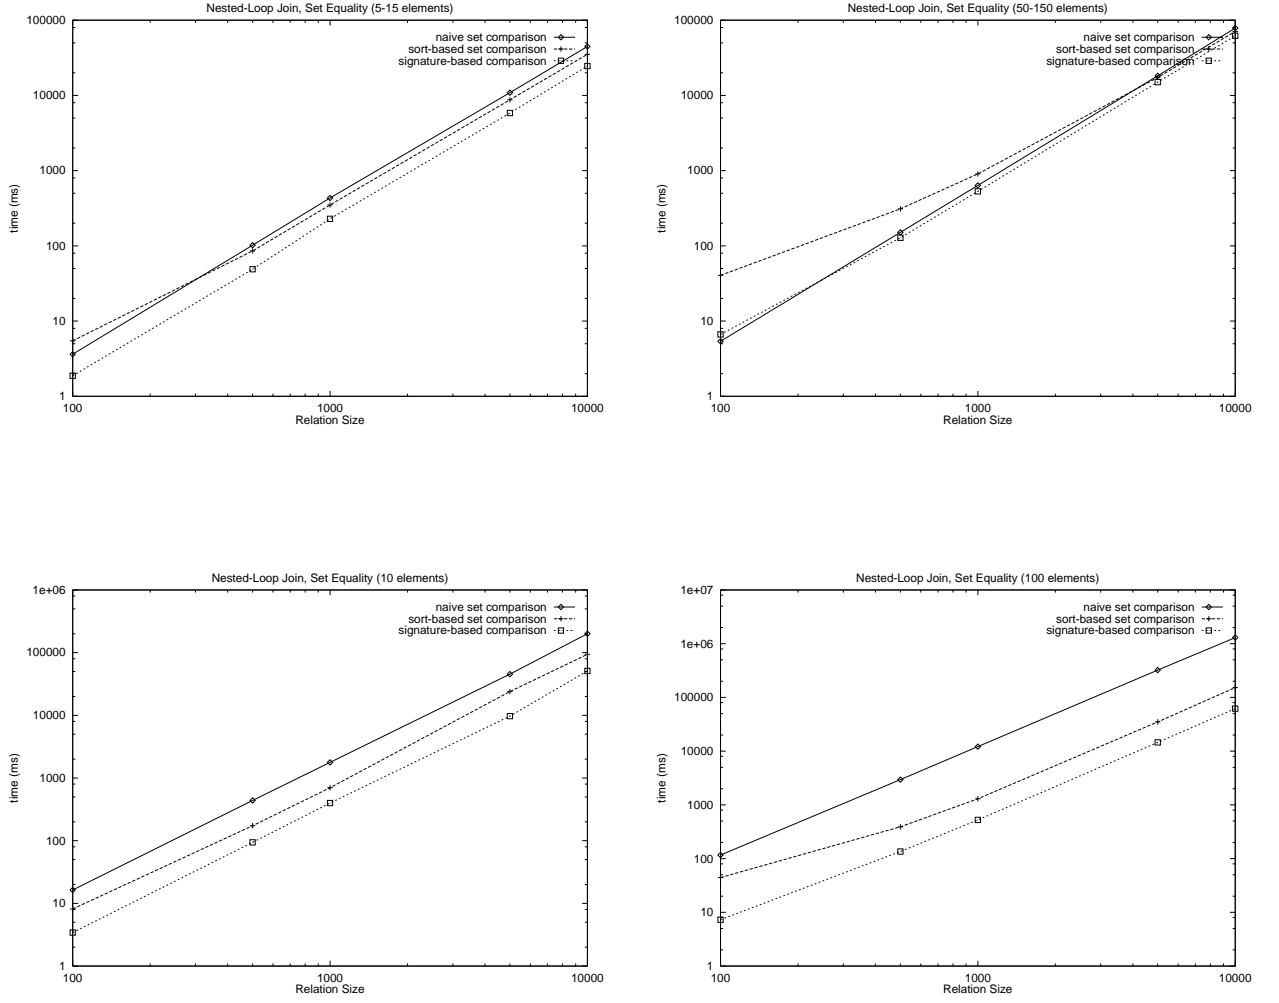 Nested-Loop Join, Set Equality (5-15 elements)
100000
10000
1000
100
10
1
time (ms)
naive set comparison
sort-based set comparison
signature-based comparison
100
1000
10000
Relation Size
Nested-Loop Join, Set Equality (50-150 elements)
100000
10000
1000
100
10
1
time (ms)
naive set comparison
sort-based set comparison
signature-based comparison
100
1000
10000
Relation Size
Nested-Loop Join, Set Equality (10 elements)
1e+06
100000
10000
1000
100
10
1
time (ms)
naive set comparison
sort-based set comparison
signature-based comparison
100
1000
10000
Relation Size
Nested-Loop Join, Set Equality (100 elements)
1e+07
1e+06
100000
10000
1000
100
10
1
time (ms)
naive set comparison
sort-based set comparison
signature-based comparison
100
1000
10000
Relation Size